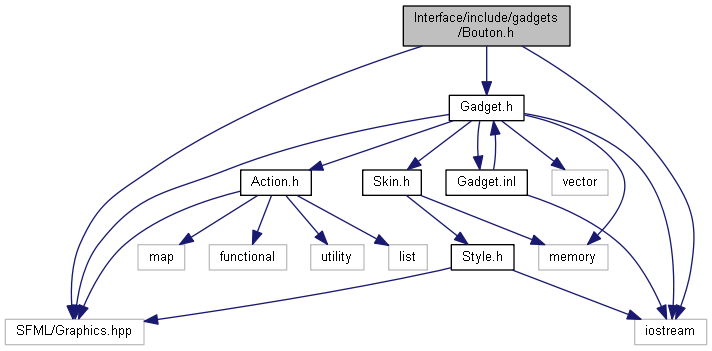 Interface/include/gadgets
/Bouton.h
Gadget.h
Action.h
Skin.h
Gadget.inl
vector
map
functional
utility
list
Style.h
memory
SFML/Graphics.hpp
iostream